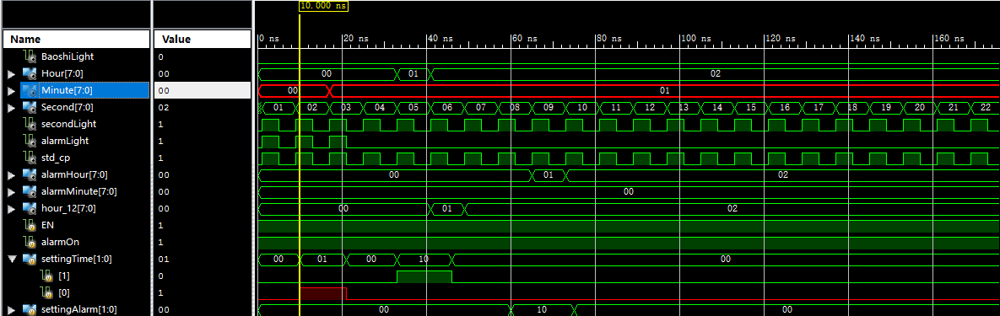 10.000 ns
Name Value
0 ns 20 ns 40 ns 60 ns 80 ns 100 ns 120 ns 140 ns 160 ns
BaoshiLight 0
Hour[7:0] 00 00 01 02
Minute[7:0] 00 00 01
Second[7:0] 02 01 02 03 04 05 06 07 08 09 10 11 12 13 14 15 16 17 18 19 20 21 22
secondLight 1
alarmLight 1
std_cp 1
alarmHour[7:0] 00 00 01 02
alarmMinute[7:0] 00 00
hour_12[7:0] 00 00 01 02
EN 1
alarmOn 1
settingTime[1:0] 01 00 01 00 10 00
[1] 0
[0] 1
settingAlarm[1:0] 00 00 10 00